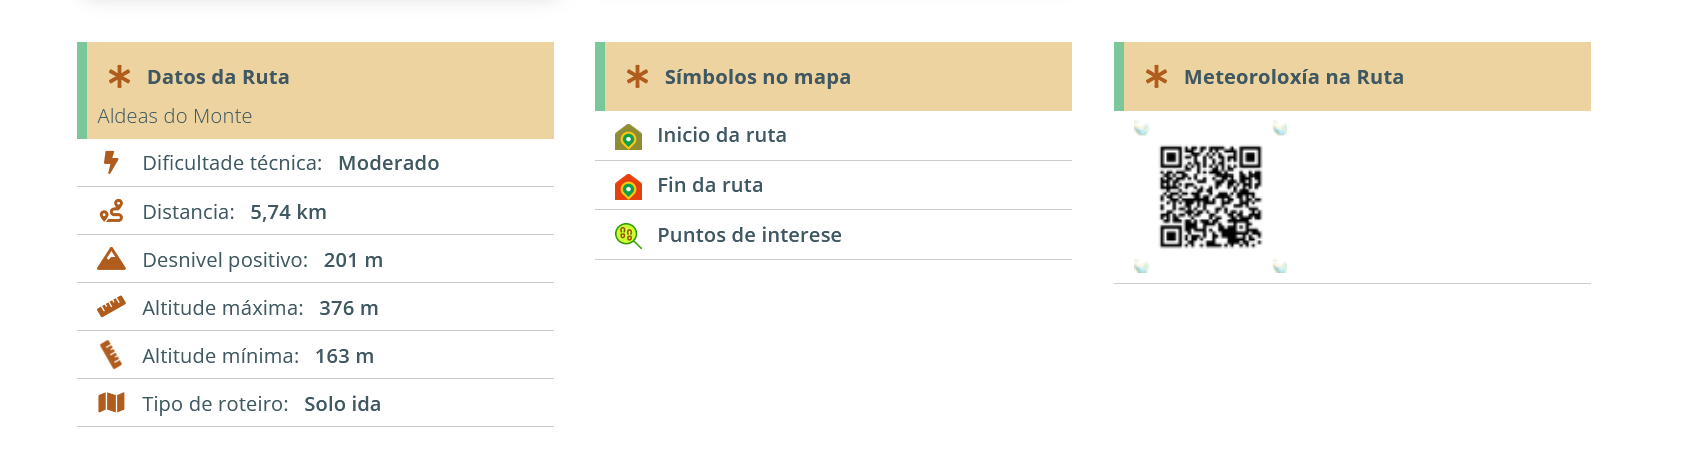 Datos da Ruta
Aldeas do Monte
Dificultade técnica: Moderado
Distancia: 5,74 km
Desnivel positivo: 201 m
Altitude máxima: 376 m
Altitude mínima: 163 m
Tipo de roteiro: Solo ida
Símbolos no mapa
Inicio da ruta
Fin da ruta
Puntos de interese
Meteoroloxía na Ruta